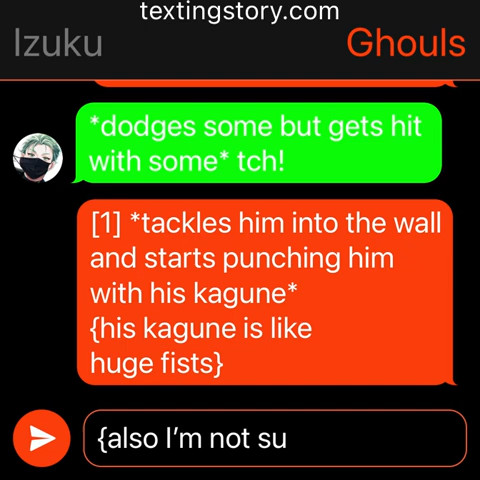 textingstory.com
Izuku
Ghouls
*dodges some but gets hit
with some* tch!
[1] *tackles him into the wall
and starts punching him
with his kagune*
{his kagune is like
huge fists}
{also I’m not su